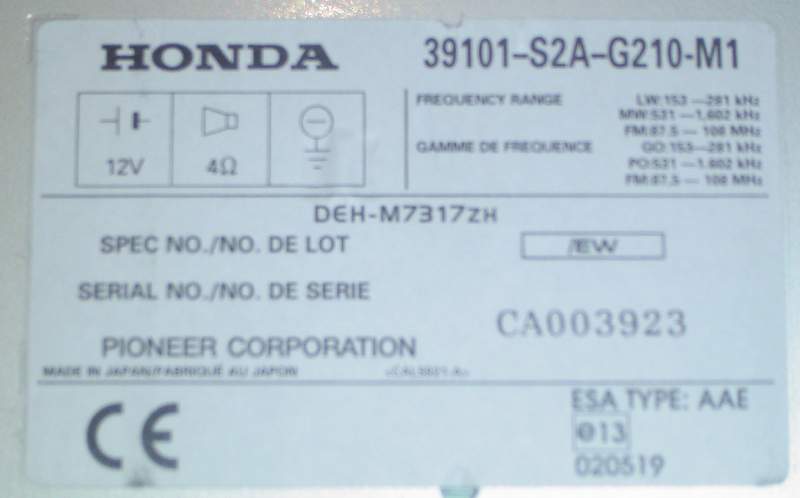 HONDA 39101-S2A-G210-M1
FREQUENCY RANGE LW:153—281 kHz
MW:531—1,602 kHz
FM:87.5—108 MHz
GAMME DE FREQUENCE GO:153—281 kHz
PO:531—1,602 kHz
FM:87.5—108 MHz
12V 4Ω
DEH-M7317ZH
SPEC NO./NO. DE LOT /EW
SERIAL NO./NO. DE SERIE
CA003923
PIONEER CORPORATION
MADE IN JAPAN/FABRIQUÉ AU JAPON
CE
ESA TYPE: AAE
e13
020519